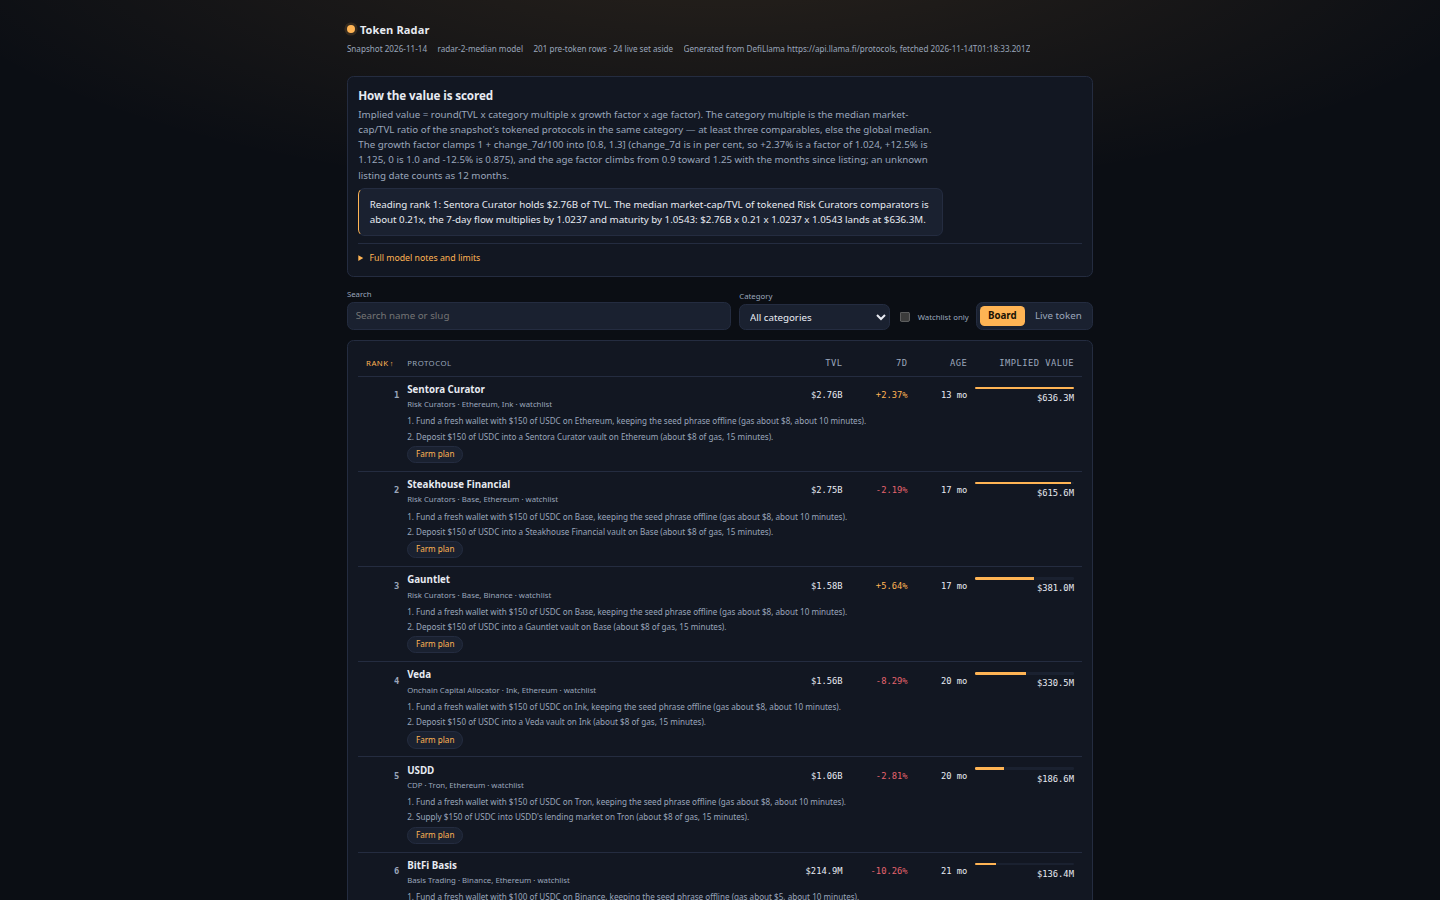 Token Radar
Snapshot 2026-11-14 radar-2-median model 201 pre-token rows · 24 live set aside Generated from DefiLlama https://api.llama.fi/protocols, fetched 2026-11-14T01:18:33.201Z
How the value is scored
Implied value = round(TVL x category multiple x growth factor x age factor). The category multiple is the median market-
cap/TVL ratio of the snapshot's tokened protocols in the same category — at least three comparables, else the global median.
The growth factor clamps 1 + change_7d/100 into [0.8, 1.3] (change_7d is in per cent, so +2.37% is a factor of 1.024, +12.5% is
1.125, 0 is 1.0 and -12.5% is 0.875), and the age factor climbs from 0.9 toward 1.25 with the months since listing; an unknown
listing date counts as 12 months.
Reading rank 1: Sentora Curator holds $2.76B of TVL. The median market-cap/TVL of tokened Risk Curators comparators is
about 0.21x, the 7-day flow multiplies by 1.0237 and maturity by 1.0543: $2.76B x 0.21 x 1.0237 x 1.0543 lands at $636.3M.
▶ Full model notes and limits
Search
Category
Search name or slug
All categories
Watchlist only
Board
Live token
RANK↑ PROTOCOL TVL 7D AGE IMPLIED VALUE
1 Sentora Curator $2.76B +2.37% 13 mo $636.3M
Risk Curators · Ethereum, Ink · watchlist
1. Fund a fresh wallet with $150 of USDC on Ethereum, keeping the seed phrase offline (gas about $8, about 10 minutes).
2. Deposit $150 of USDC into a Sentora Curator vault on Ethereum (about $8 of gas, 15 minutes).
Farm plan
2 Steakhouse Financial $2.75B -2.19% 17 mo $615.6M
Risk Curators · Base, Ethereum · watchlist
1. Fund a fresh wallet with $150 of USDC on Base, keeping the seed phrase offline (gas about $8, about 10 minutes).
2. Deposit $150 of USDC into a Steakhouse Financial vault on Base (about $8 of gas, 15 minutes).
Farm plan
3 Gauntlet $1.58B +5.64% 17 mo $381.0M
Risk Curators · Base, Binance · watchlist
1. Fund a fresh wallet with $150 of USDC on Base, keeping the seed phrase offline (gas about $8, about 10 minutes).
2. Deposit $150 of USDC into a Gauntlet vault on Base (about $8 of gas, 15 minutes).
Farm plan
4 Veda $1.56B -8.29% 20 mo $330.5M
Onchain Capital Allocator · Ink, Ethereum · watchlist
1. Fund a fresh wallet with $150 of USDC on Ink, keeping the seed phrase offline (gas about $8, about 10 minutes).
2. Deposit $150 of USDC into a Veda vault on Ink (about $8 of gas, 15 minutes).
Farm plan
5 USDD $1.06B -2.81% 20 mo $186.6M
CDP · Tron, Ethereum · watchlist
1. Fund a fresh wallet with $150 of USDC on Tron, keeping the seed phrase offline (gas about $8, about 10 minutes).
2. Supply $150 of USDC into USDD's lending market on Tron (about $8 of gas, 15 minutes).
Farm plan
6 BitFi Basis $214.9M -10.26% 21 mo $136.4M
Basis Trading · Binance, Ethereum · watchlist
1. Fund a fresh wallet with $100 of USDC on Binance, keeping the seed phrase offline (gas about $5, about 10 minutes).